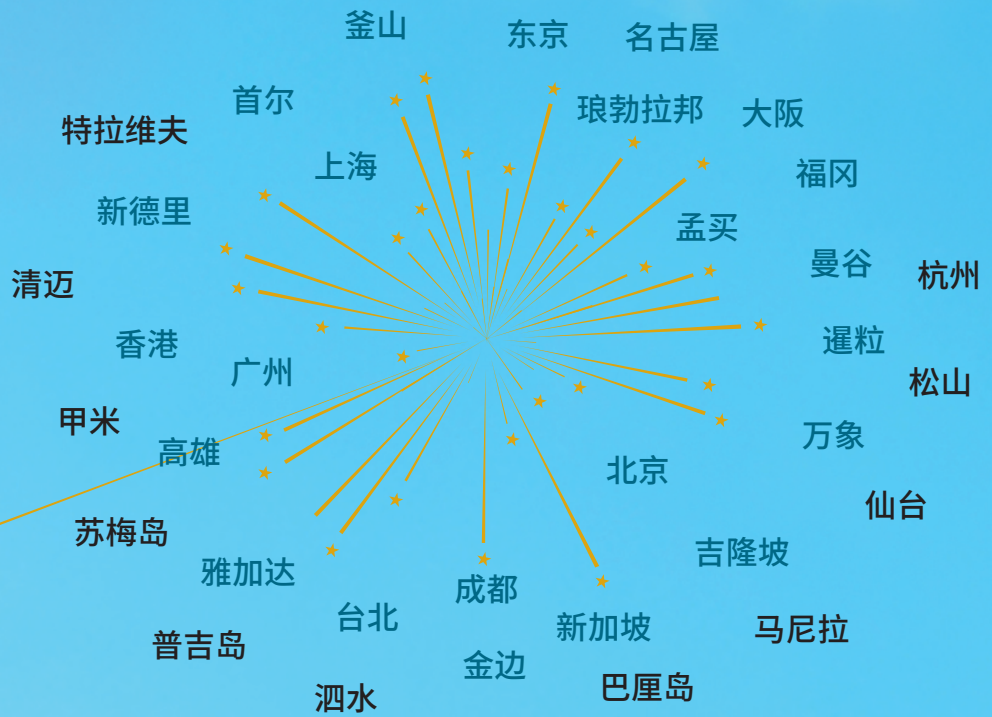 釜山
东京
名古屋
首尔
琅勃拉邦
大阪
特拉维夫
上海
福冈
新德里
孟买
曼谷
杭州
清迈
香港
暹粒
广州
松山
甲米
万象
高雄
北京
仙台
苏梅岛
吉隆坡
雅加达
成都
台北
新加坡
马尼拉
普吉岛
金边
巴厘岛
泗水